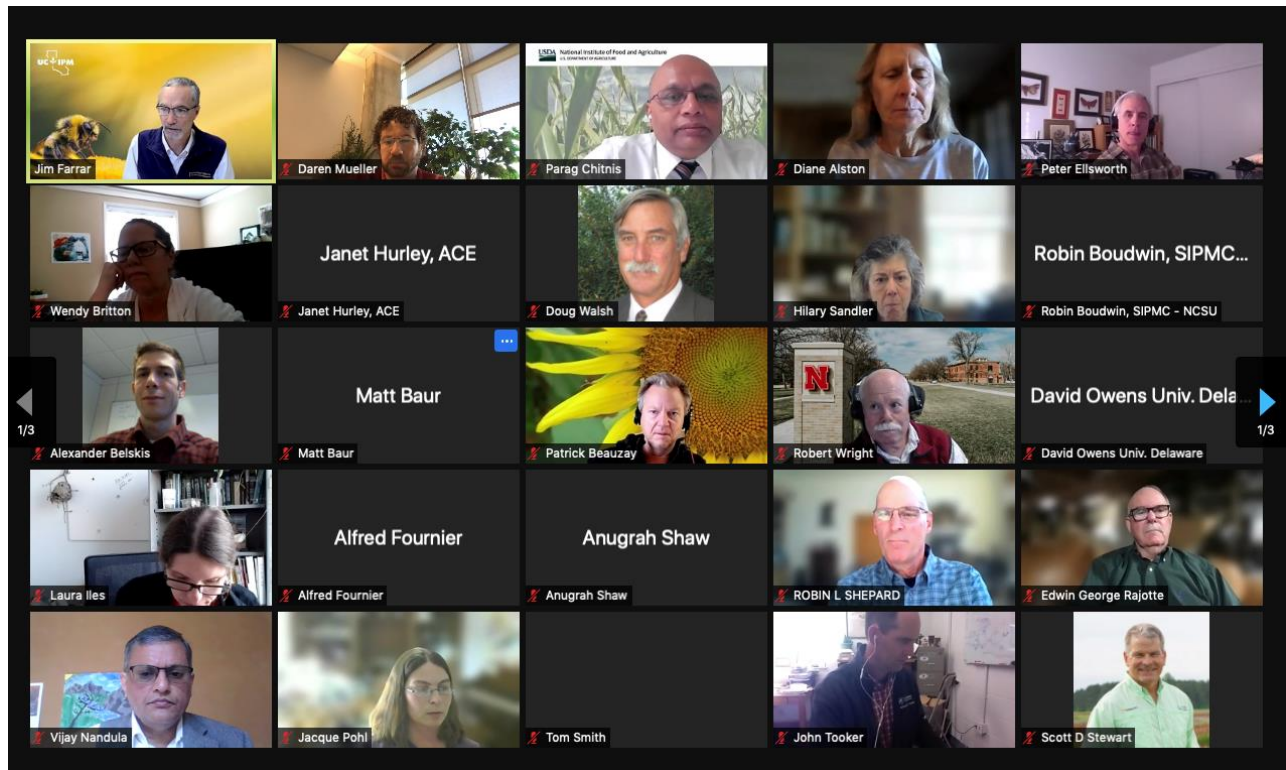 UC IPM
Jim Farrar
Daren Mueller
USDA National Institute of Food and Agriculture
U.S. DEPARTMENT OF AGRICULTURE
Parag Chitnis
Diane Alston
Peter Ellsworth
Wendy Britton
Janet Hurley, ACE
Janet Hurley, ACE
Doug Walsh
Hilary Sandler
Robin Boudwin, SIPMC...
Robin Boudwin, SIPMC - NCSU
1/3
Alexander Belskis
Matt Baur
Matt Baur
Patrick Beauzay
N
Robert Wright
David Owens Univ. Dela...
David Owens Univ. Delaware
1/3
Laura Iles
Alfred Fournier
Alfred Fournier
Anugrah Shaw
Anugrah Shaw
ROBIN L SHEPARD
Edwin George Rajotte
Vijay Nandula
Jacque Pohl
Tom Smith
John Tooker
Scott D Stewart